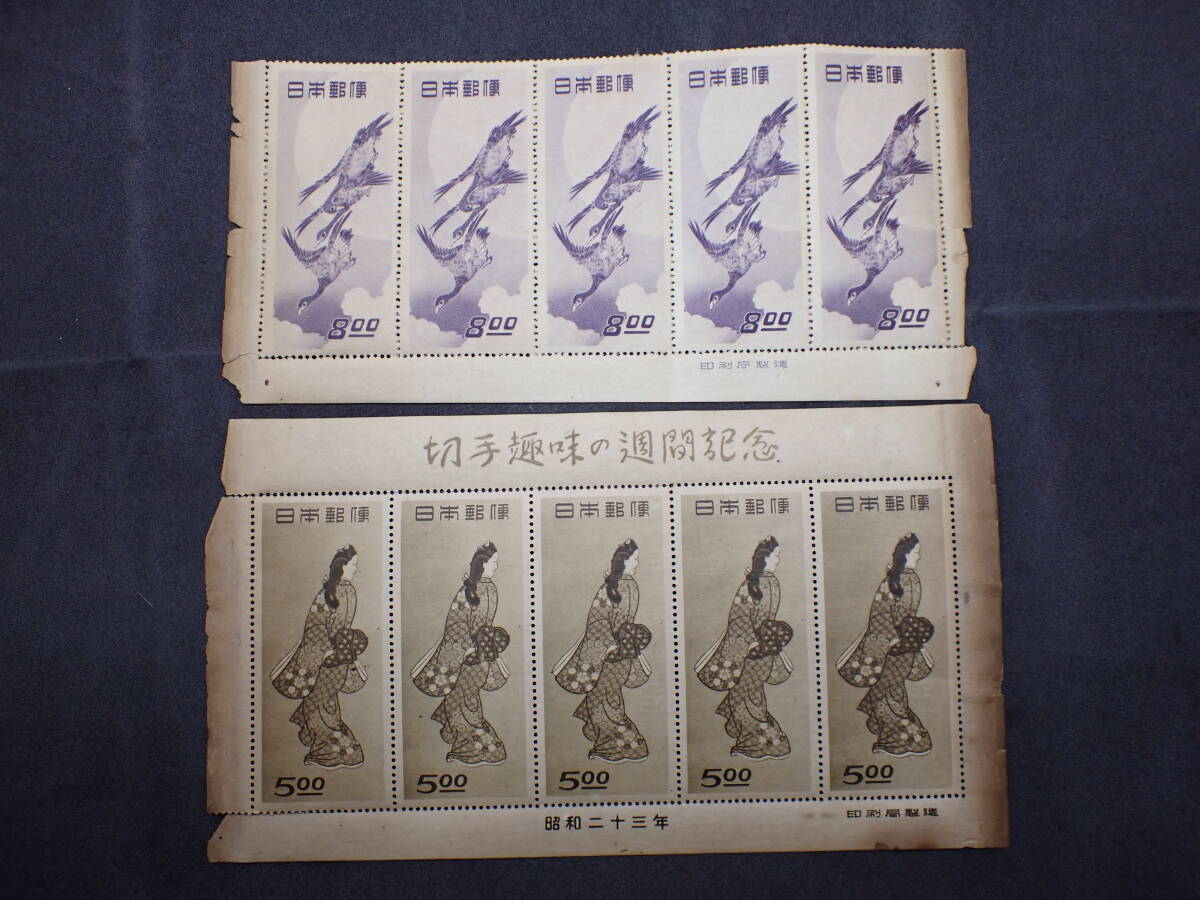 日本郵便 日本郵便 日本郵便 日本郵便 日本郵便
8.00 8.00 8.00 8.00 8.00
印刷庁製造
切手趣味の週間記念
日本郵便 日本郵便 日本郵便 日本郵便 日本郵便
5.00 5.00 5.00 5.00 5.00
昭和二十三年
印刷局製造